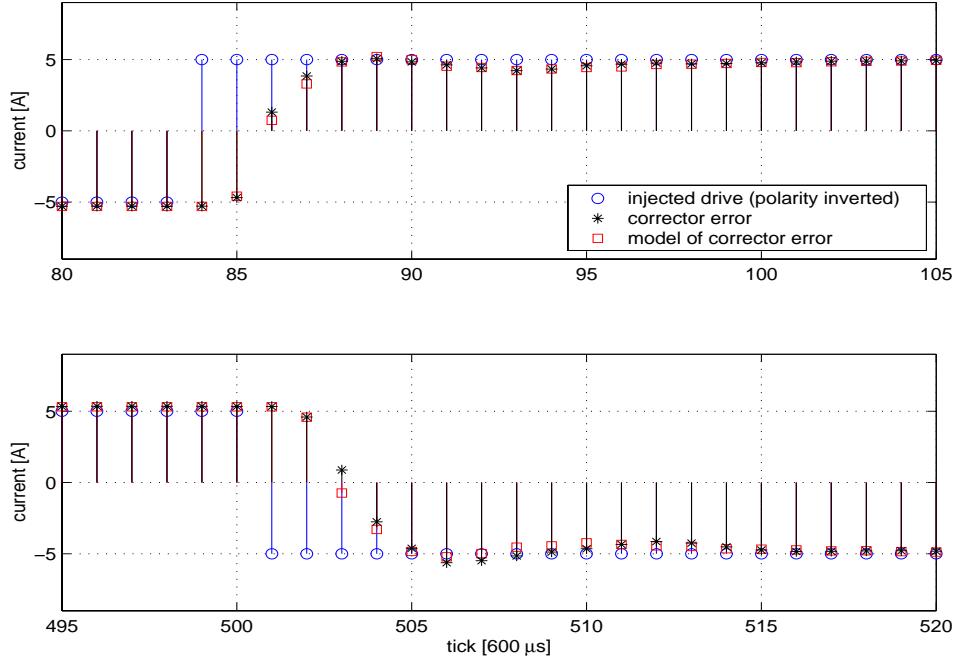 5
0
−5
current [A]
injected drive (polarity inverted)
corrector error
model of corrector error
80 85 90 95 100 105
5
0
−5
current [A]
495 500 505 510 515 520
tick [600 μs]